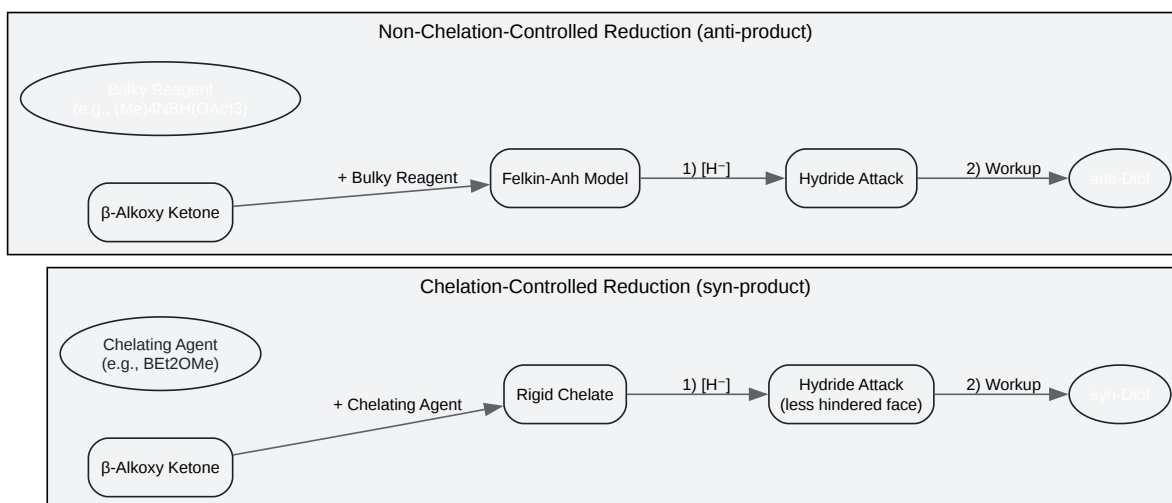 Non-Chelation-Controlled Reduction (anti-product)
Bulky Reagent
(e.g., (Me)4NBH(OAc)3)
β-Alkoxy Ketone
+ Bulky Reagent
Felkin-Anh Model
1) [H⁻]
Hydride Attack
2) Workup
anti-Diol
Chelation-Controlled Reduction (syn-product)
Chelating Agent
(e.g., BEt2OMe)
β-Alkoxy Ketone
+ Chelating Agent
Rigid Chelate
1) [H⁻]
Hydride Attack
(less hindered face)
2) Workup
syn-Diol